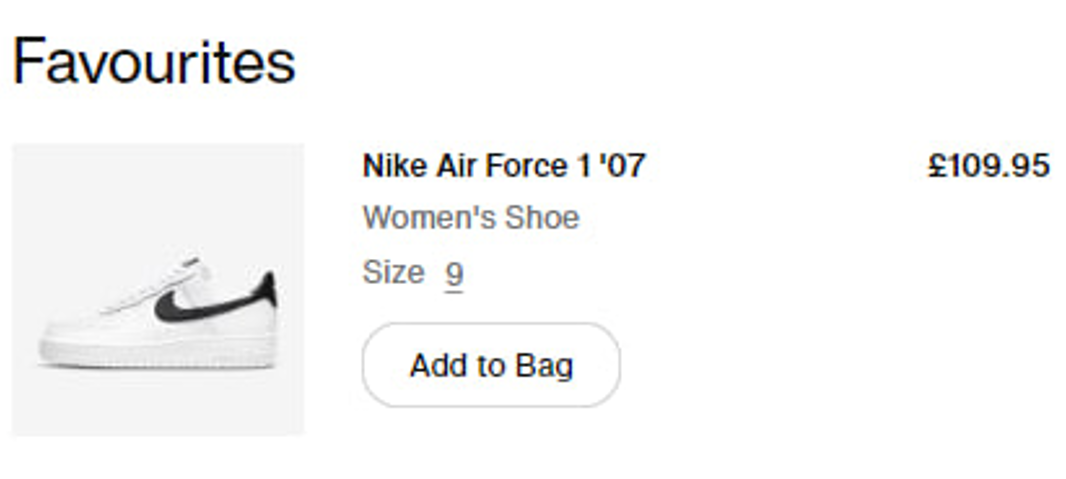 Favourites
Nike Air Force 1 '07
£109.95
Women's Shoe
Size 9
Add to Bag